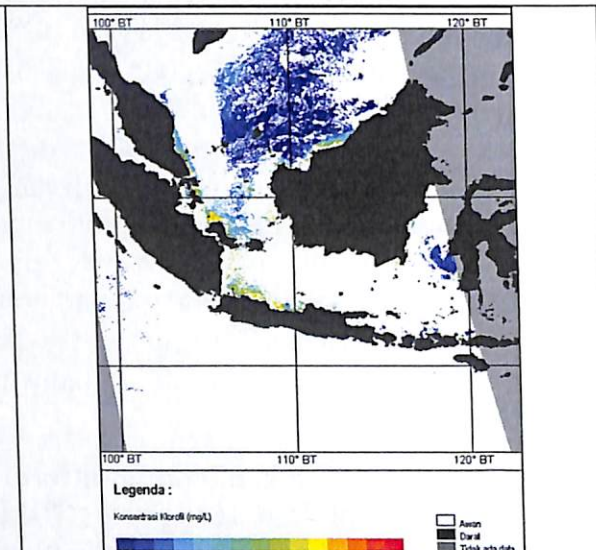 100° BT 110° BT 120° BT
100° BT 110° BT 120° BT
Legenda :
Konsentrasi Klorofil (mg/L)
Awan
Darat
Tidak ada data